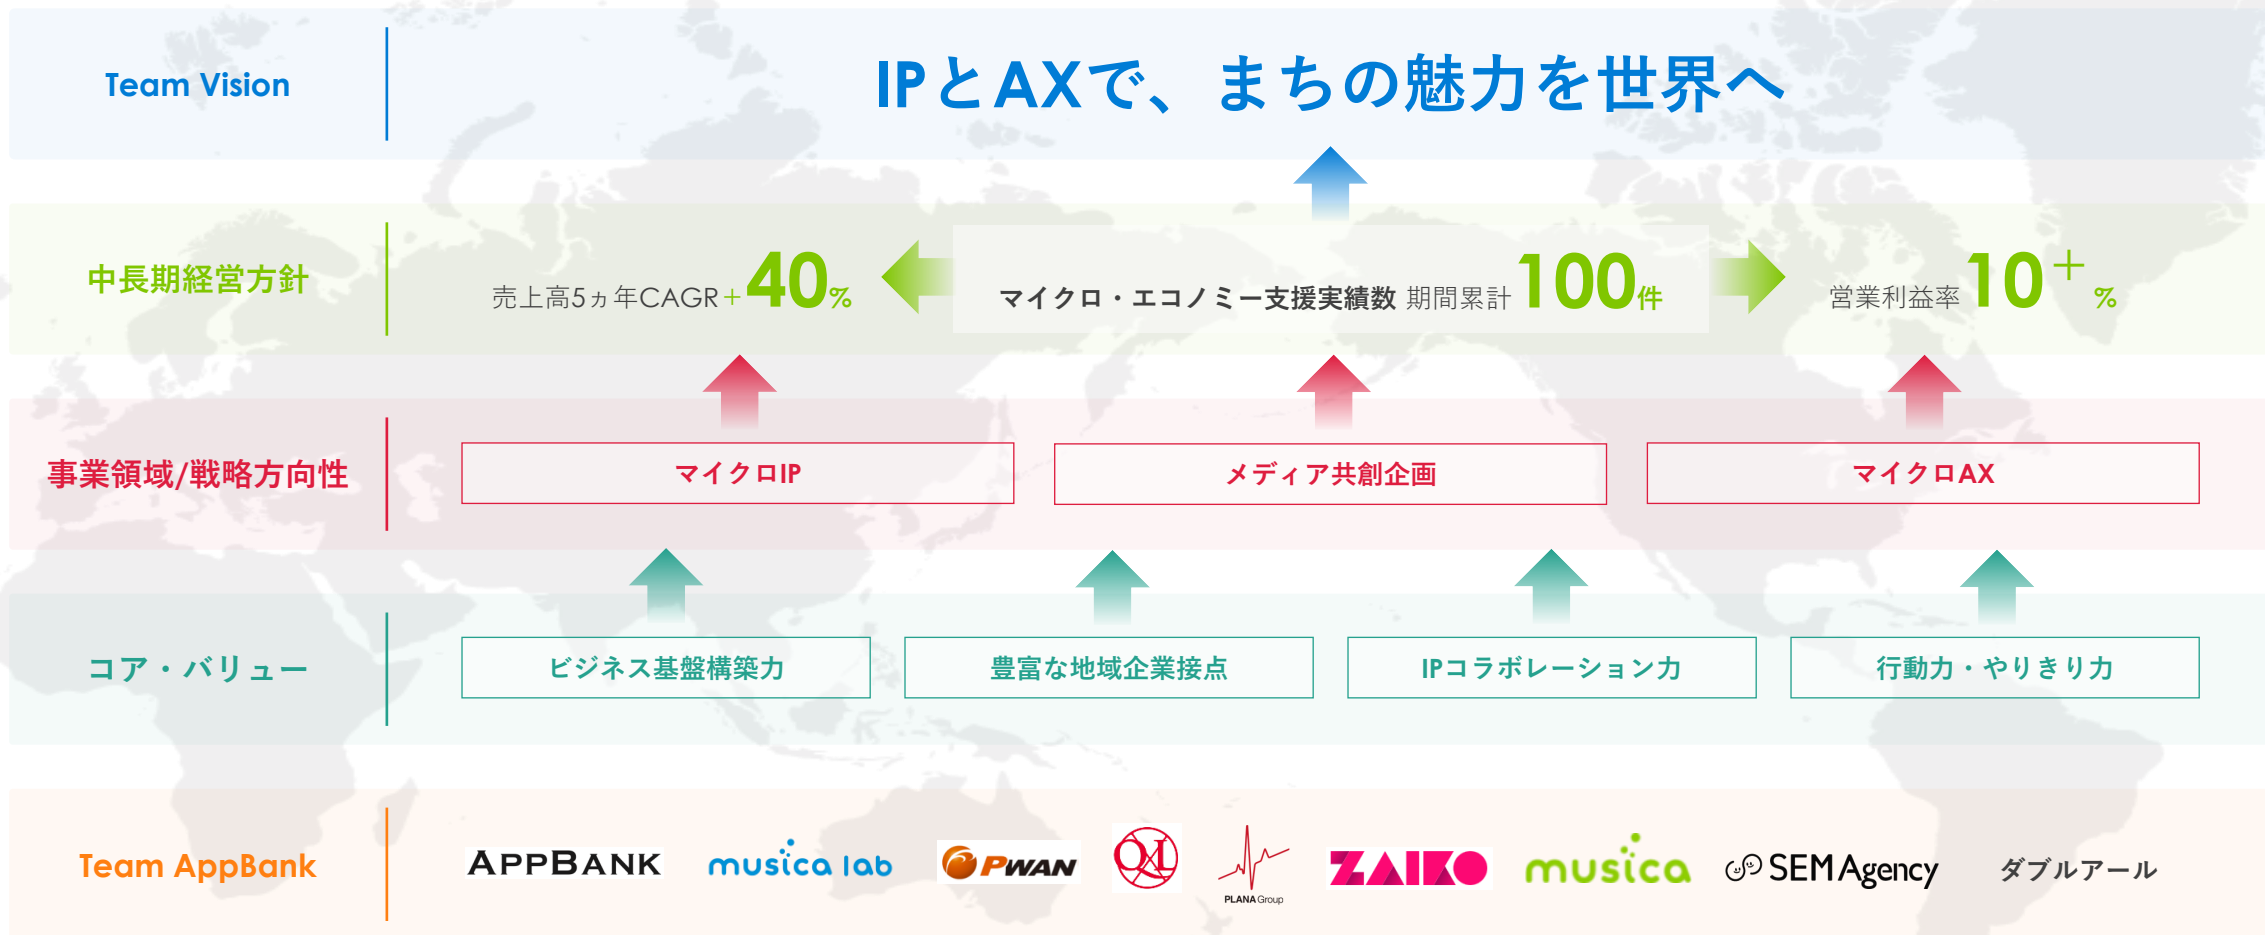 Team Vision
IPとAXで、まちの魅力を世界へ
中長期経営方針
売上高5ヵ年CAGR+40%
マイクロ・エコノミー支援実績数 期間累計100件
営業利益率10+%
事業領域/戦略方向性
マイクロIP
メディア共創企画
マイクロAX
コア・バリュー
ビジネス基盤構築力
豊富な地域企業接点
IPコラボレーション力
行動力・やりきり力
Team AppBank
APPBANK
musica lab
PWAN
QL
PLANA Group
ZAIKO
musica
SEM Agency
ダブルアール